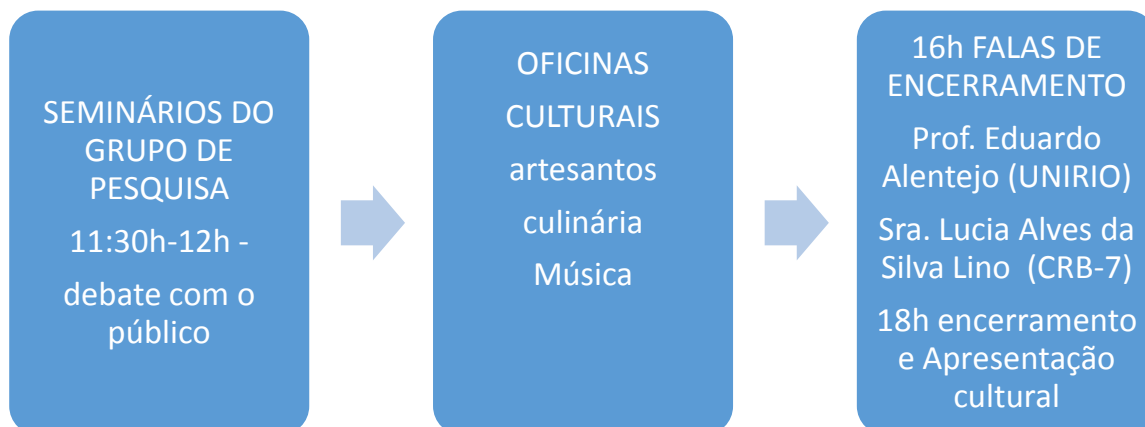 SEMINÁRIOS DO
GRUPO DE
PESQUISA
11:30h-12h -
debate com o
público
OFICINAS
CULTURAIS
artesantos
culinária
Música
16h FALAS DE
ENCERRAMENTO
Prof. Eduardo
Alentejo (UNIRIO)
Sra. Lucia Alves da
Silva Lino (CRB-7)
18h encerramento
e Apresentação
cultural